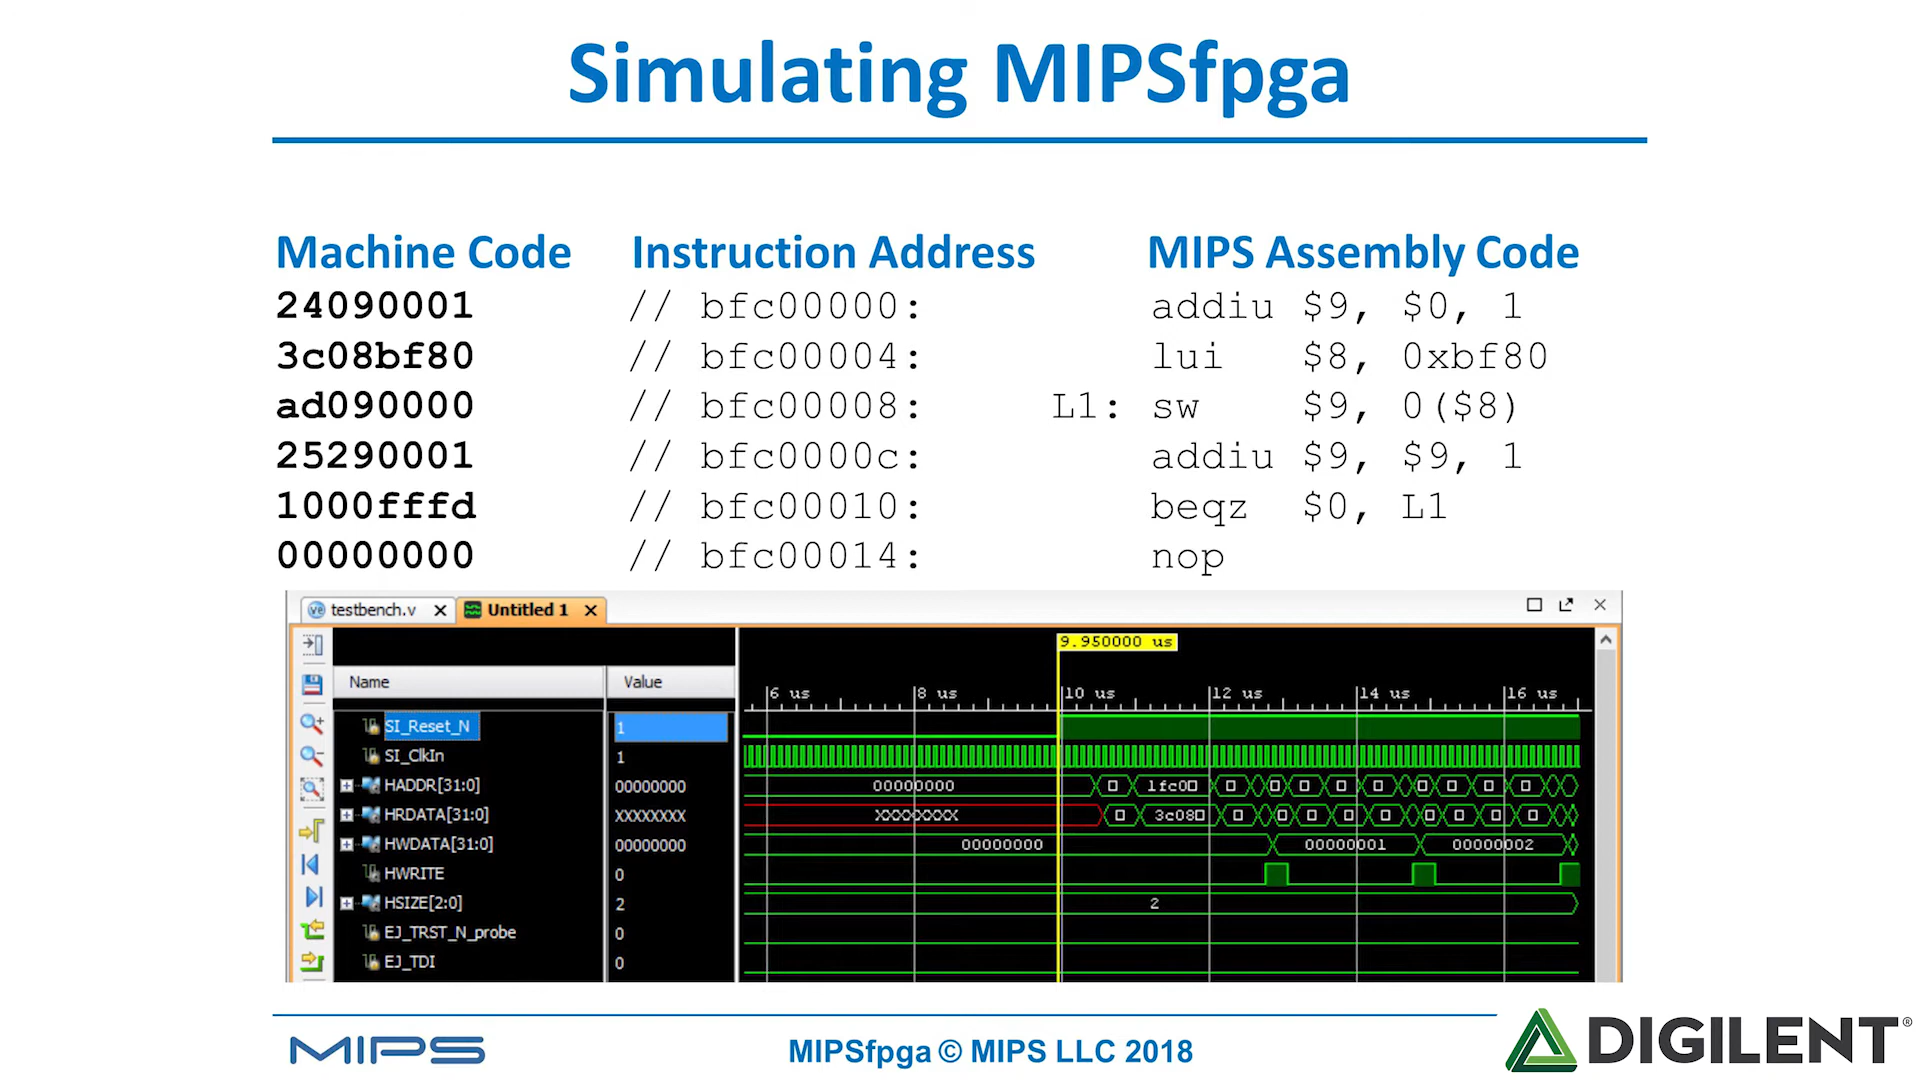 Simulating MIPSfpga
Machine Code Instruction Address MIPS Assembly Code
24090001 // bfc00000: addiu $9, $0, 1
3c08bf80 // bfc00004: lui $8, 0xbf80
ad090000 // bfc00008: L1: sw $9, 0($8)
25290001 // bfc0000c: addiu $9, $9, 1
1000fffd // bfc00010: beqz $0, L1
00000000 // bfc00014: nop
testbench.v Untitled 1
9.950000 us
Name Value
6 us 8 us 10 us 12 us 14 us 16 us
SI_Reset_N 1
SI_ClkIn 1
HADDR[31:0] 00000000 00000000 1fc0
HRDATA[31:0] XXXXXXXX XXXXXXXX 3c08
HWDATA[31:0] 00000000 00000000 00000001 00000002
HWRITE 0
HSIZE[2:0] 2 2
EJ_TRST_N_probe 0
EJ_TDI 0
MIPS MIPSfpga © MIPS LLC 2018 DIGILENT®